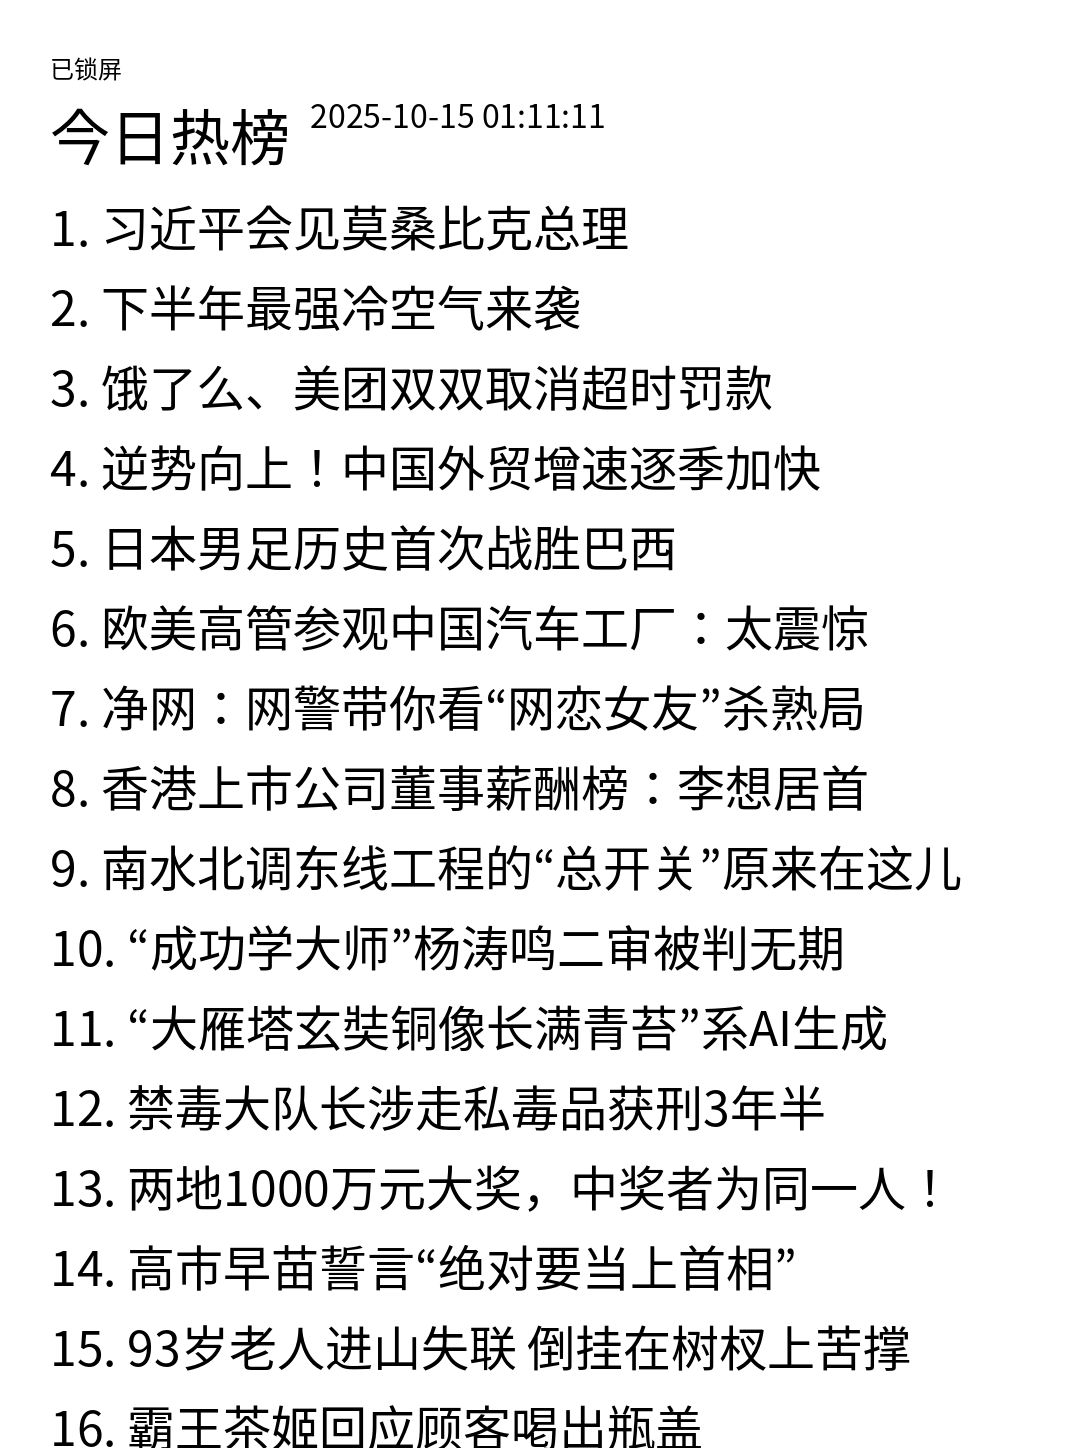 已锁屏
今日热榜 2025-10-15 01:11:11
1. 习近平会见莫桑比克总理
2. 下半年最强冷空气来袭
3. 饿了么、美团双双取消超时罚款
4. 逆势向上！中国外贸增速逐季加快
5. 日本男足历史首次战胜巴西
6. 欧美高管参观中国汽车工厂：太震惊
7. 净网：网警带你看“网恋女友”杀熟局
8. 香港上市公司董事薪酬榜：李想居首
9. 南水北调东线工程的“总开关”原来在这儿
10. “成功学大师”杨涛鸣二审被判无期
11. “大雁塔玄奘铜像长满青苔”系AI生成
12. 禁毒大队长涉走私毒品获刑3年半
13. 两地1000万元大奖，中奖者为同一人！
14. 高市早苗誓言“绝对要当上首相”
15. 93岁老人进山失联 倒挂在树杈上苦撑
16. 霸王茶姬回应顾客喝出瓶盖